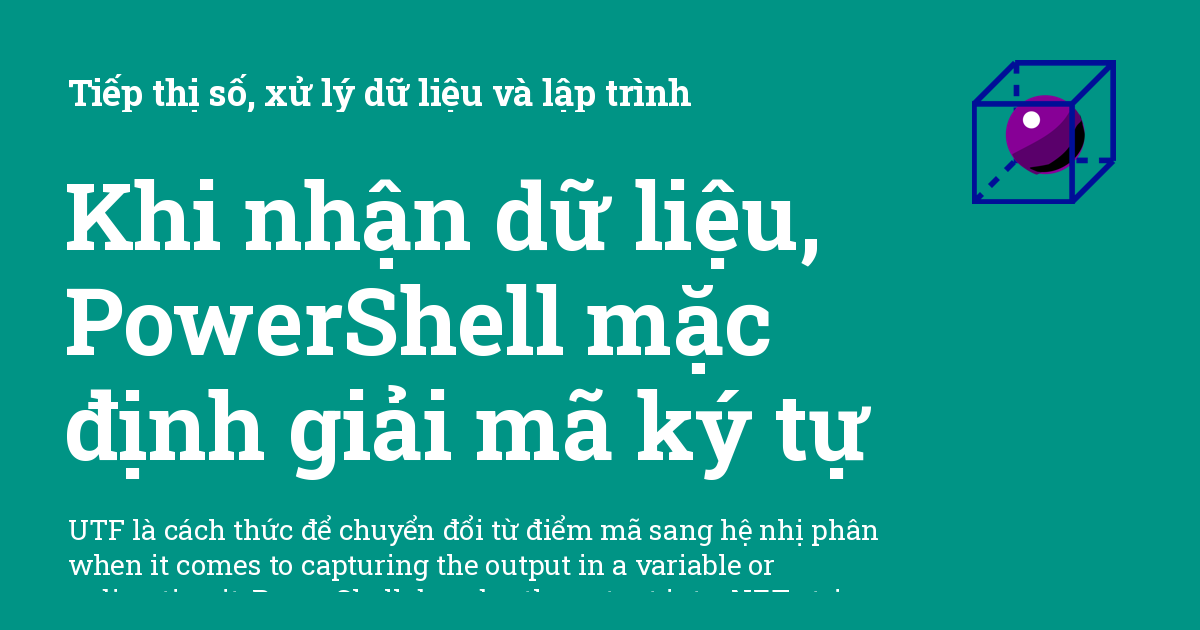 Tiếp thị số, xử lý dữ liệu và lập trình
Khi nhận dữ liệu,
PowerShell mặc
định giải mã ký tự
UTF là cách thức để chuyển đổi từ điểm mã sang hệ nhị phân
when it comes to capturing the output in a variable or